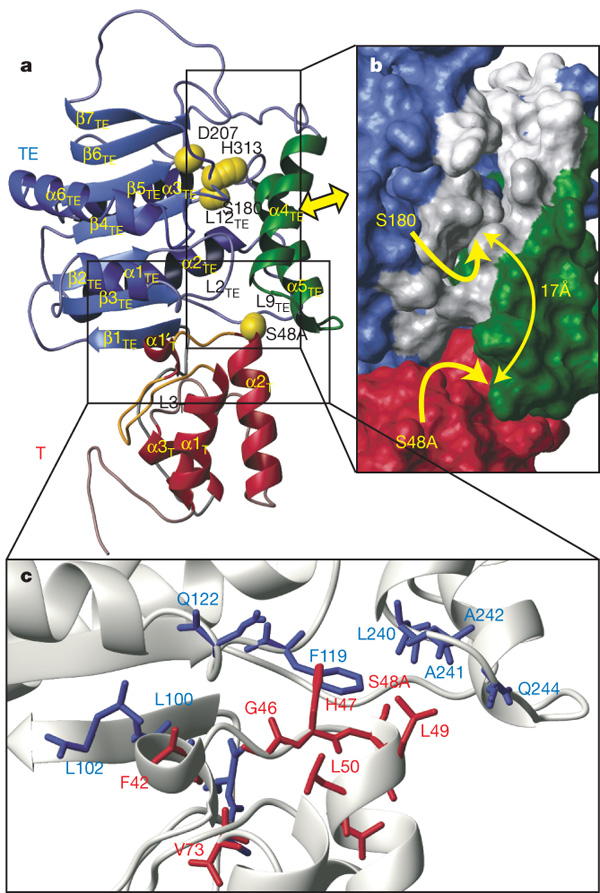 a
b
β7TE
D207
H313
β6TE
TE
α6TE
β5TE
α3TE
S180
L12TE
α4TE
β4TE
β2TE
α1TE
α2TE
β3TE
L2TE
α5TE
L9TE
β1TE
α1'T
S48A
α2T
L3
T
α3T
α1T
S180
17Å
S48A
c
Q122
L240
A242
F119
A241
L100
S48A
Q244
G46
H47
L49
L102
F42
L50
V73